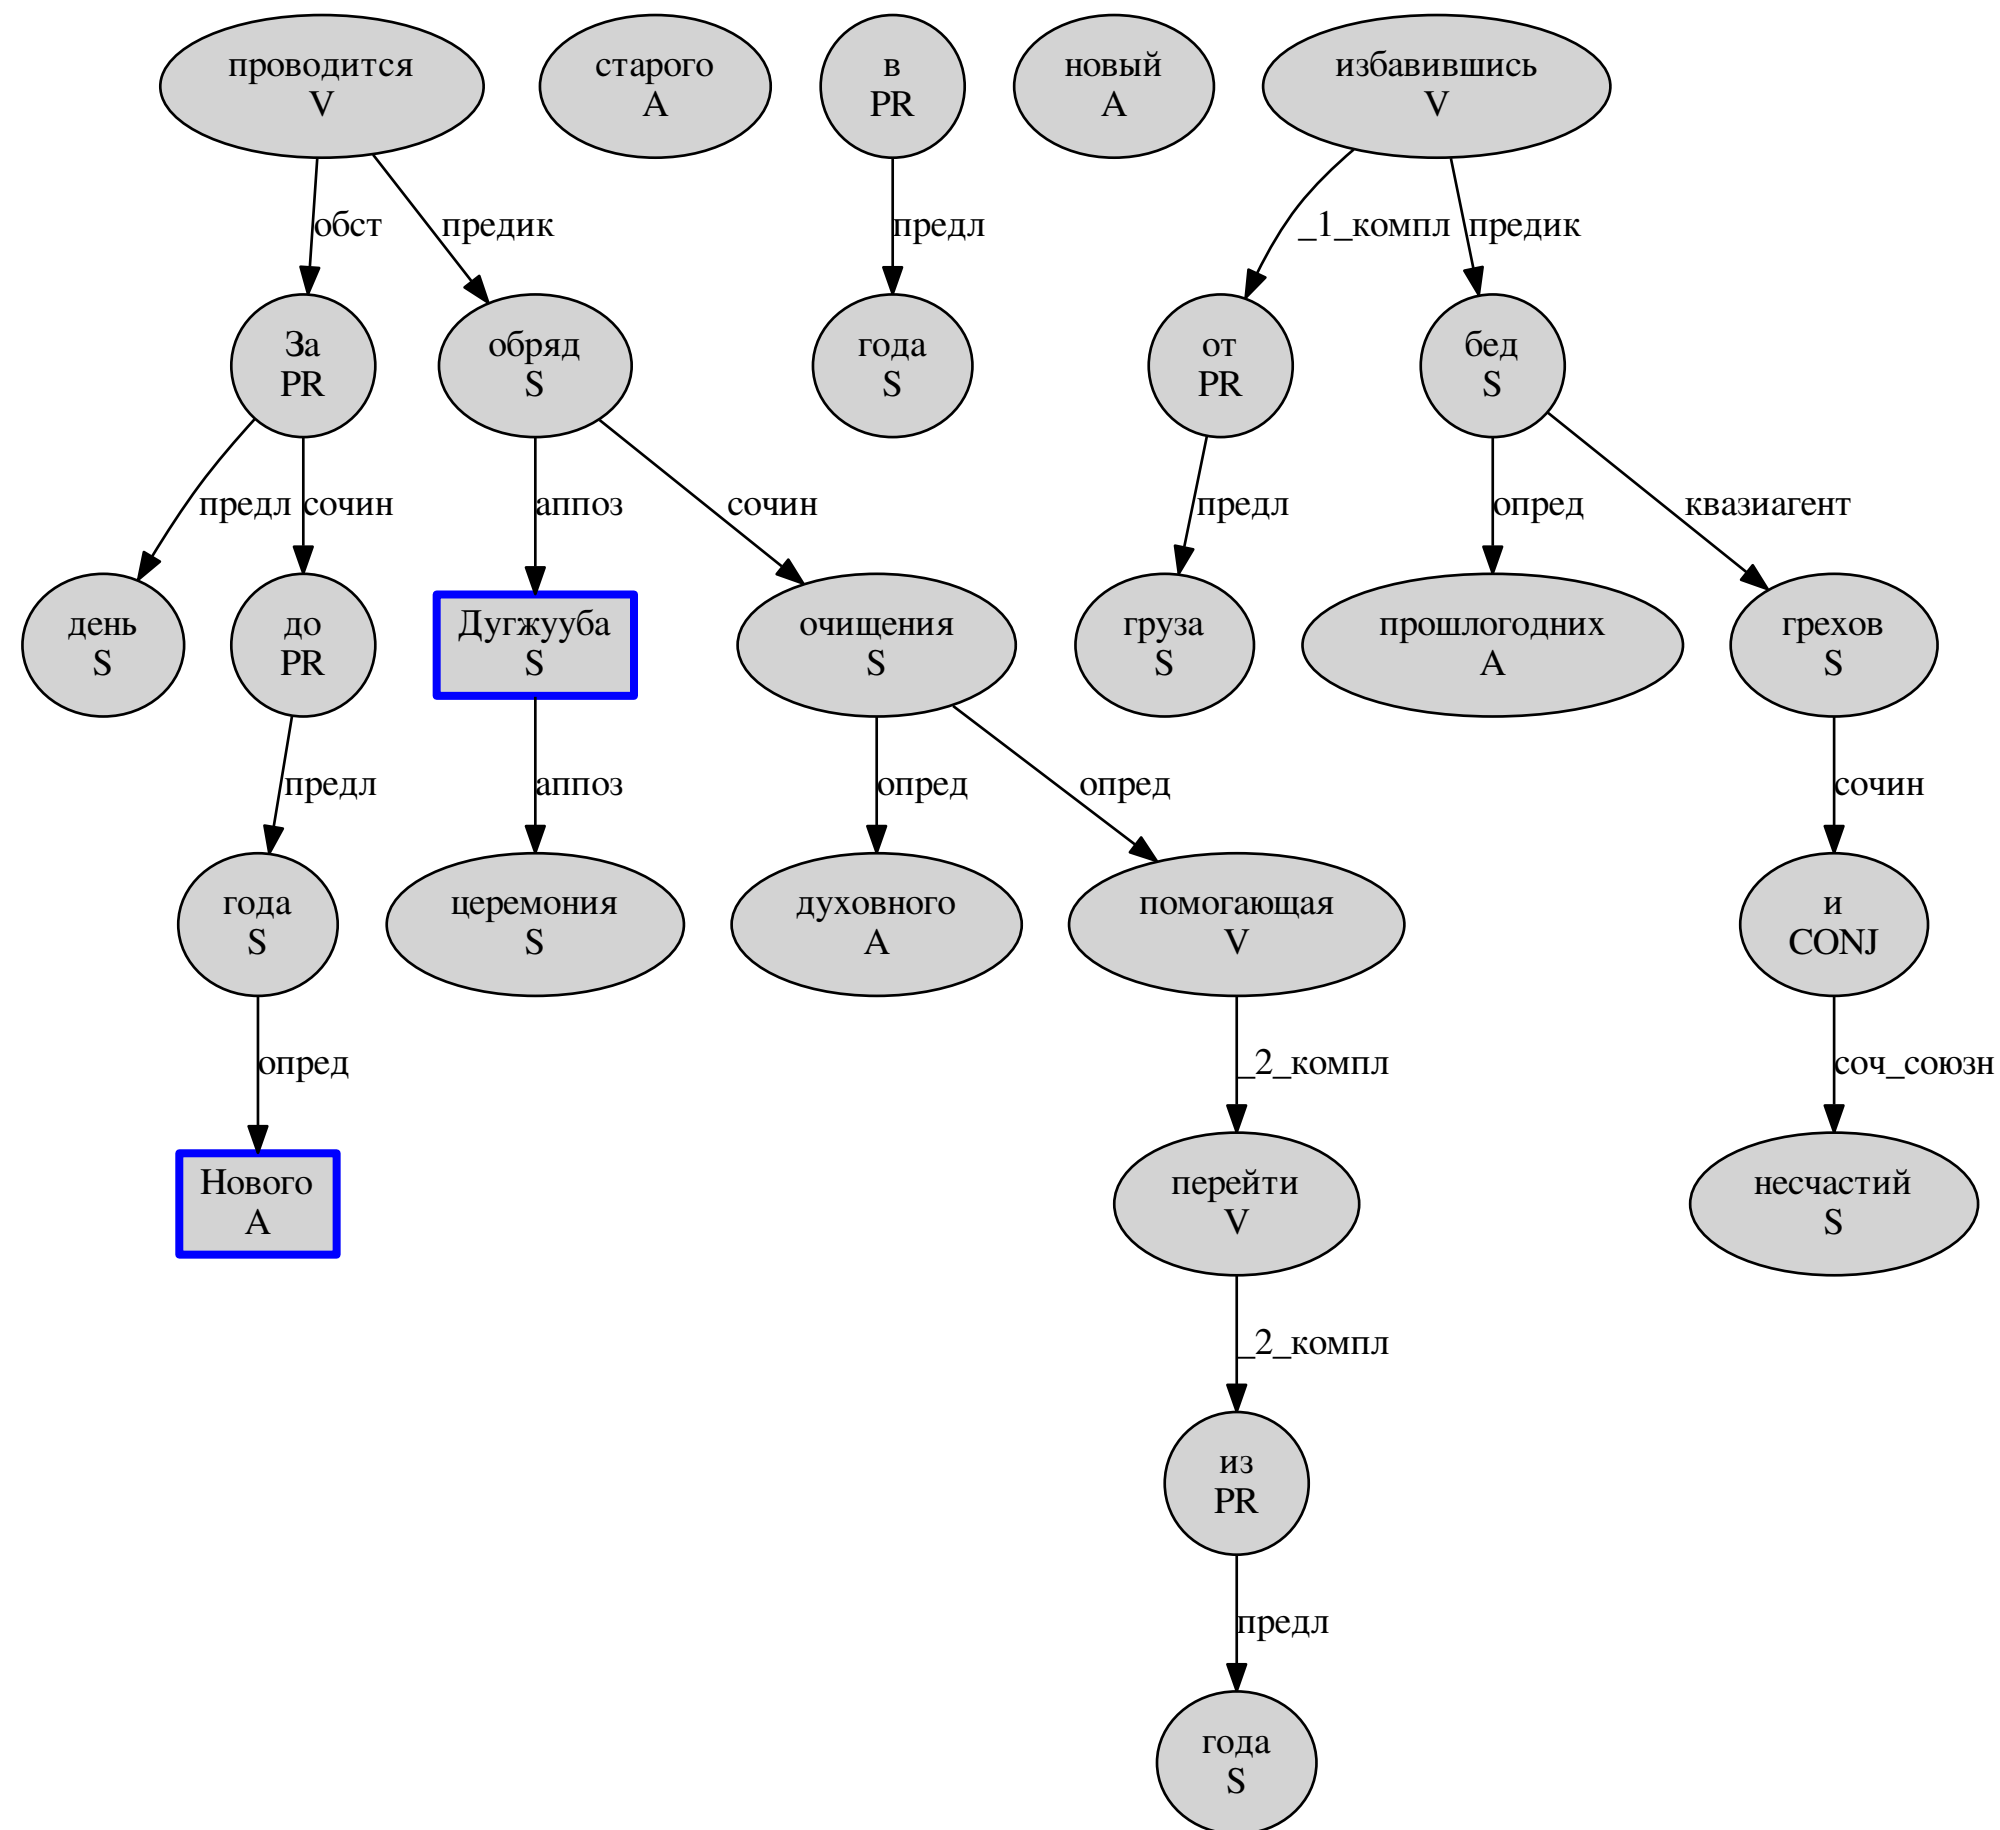 проводится
V
старого
A
в
PR
новый
A
избавившись
V
обст
предик
предл
_1_компл
предик
За
PR
обряд
S
года
S
от
PR
бед
S
предл
сочин
аппоз
сочин
предл
опред
квазиагент
день
S
до
PR
Дугжууба
S
очищения
S
груза
S
прошлогодних
A
грехов
S
предл
аппоз
опред
опред
сочин
года
S
церемония
S
духовного
A
помогающая
V
и
CONJ
опред
_2_компл
соч_союзн
Нового
A
перейти
V
несчастий
S
_2_компл
из
PR
предл
года
S